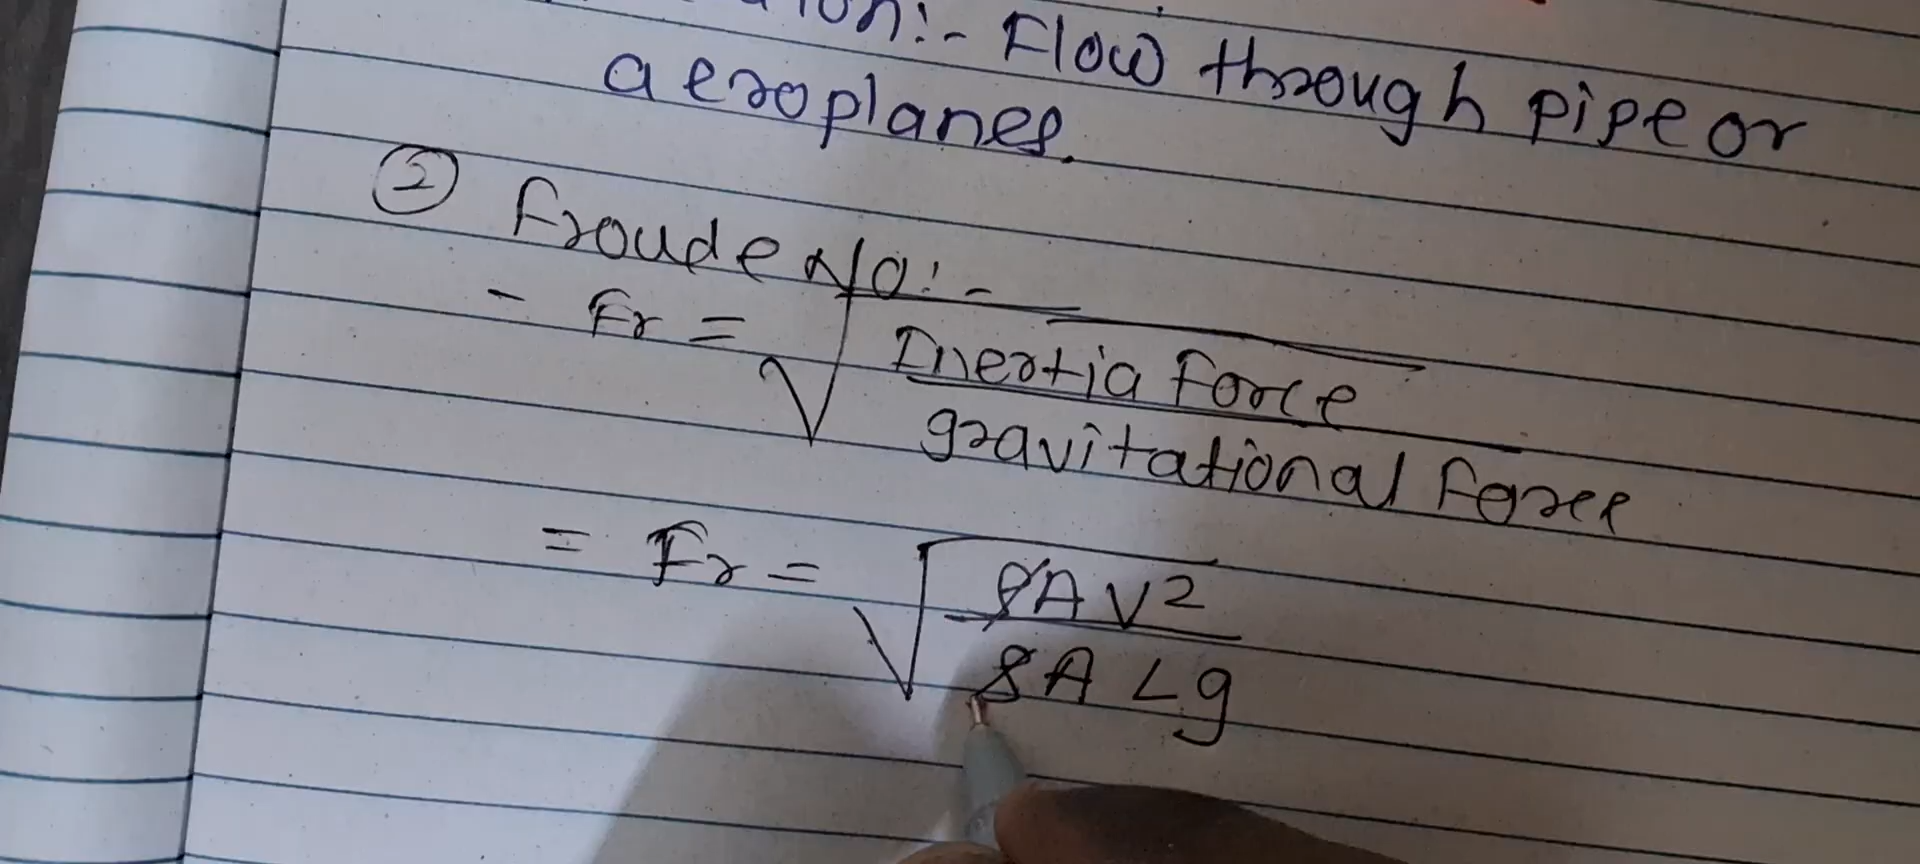 :- Flow through pipe or
aeroplanes.
② Froude No:-
- Fr = √ Inertia force
gravitational force
= Fr = √ ρAV²
ρALg